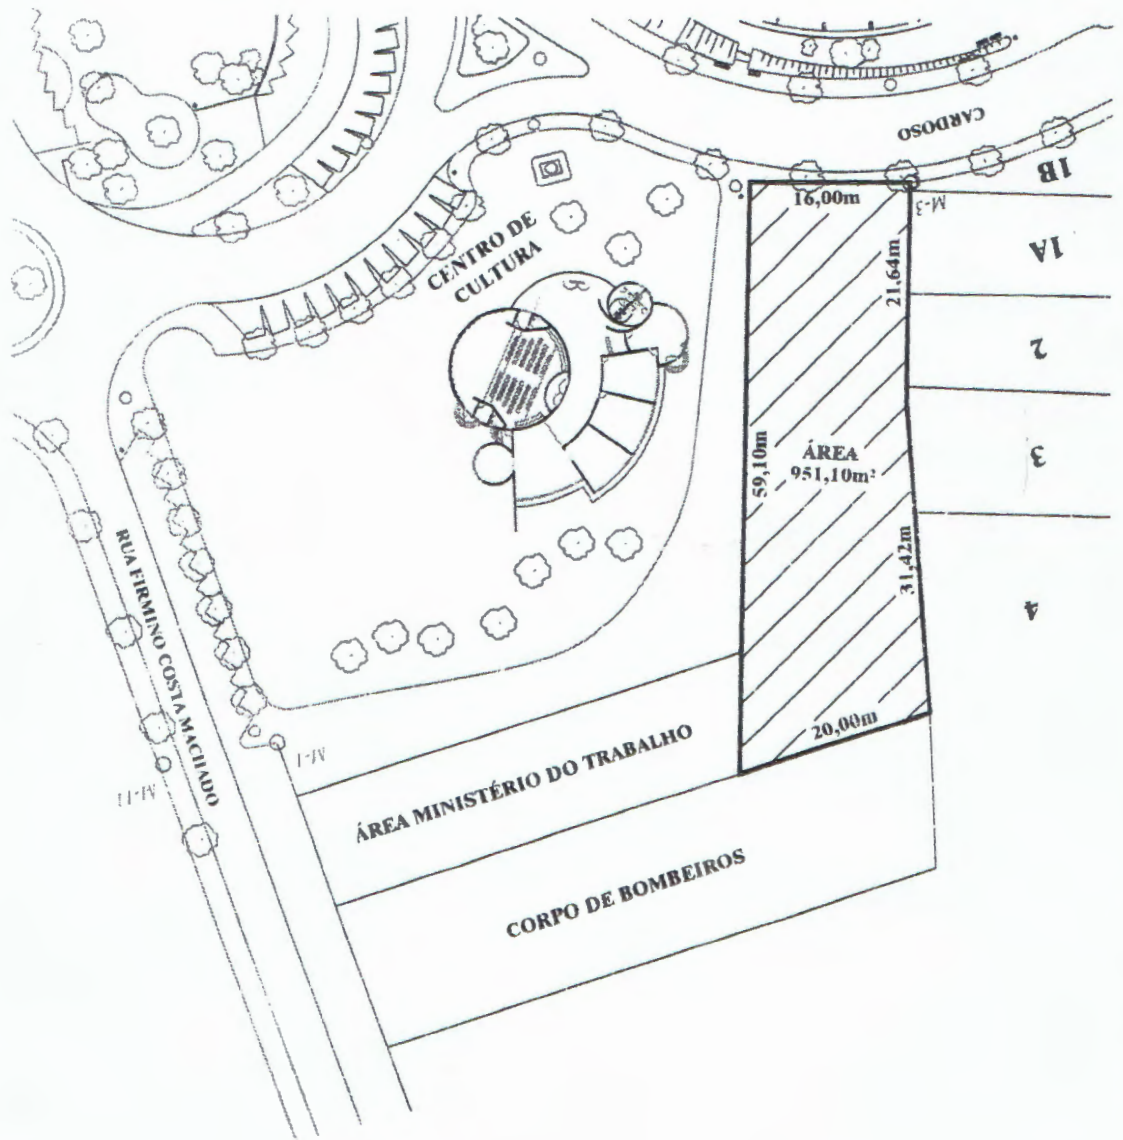 CARDOSO
1B
M-3
16,00m
1A
CENTRO DE
CULTURA
21,64m
2
59,10m
ÁREA
951,10m²
3
31,42m
4
RUA FIRMINO COSTA MACHADO
20,00m
M-1
M-11
ÁREA MINISTÉRIO DO TRABALHO
CORPO DE BOMBEIROS